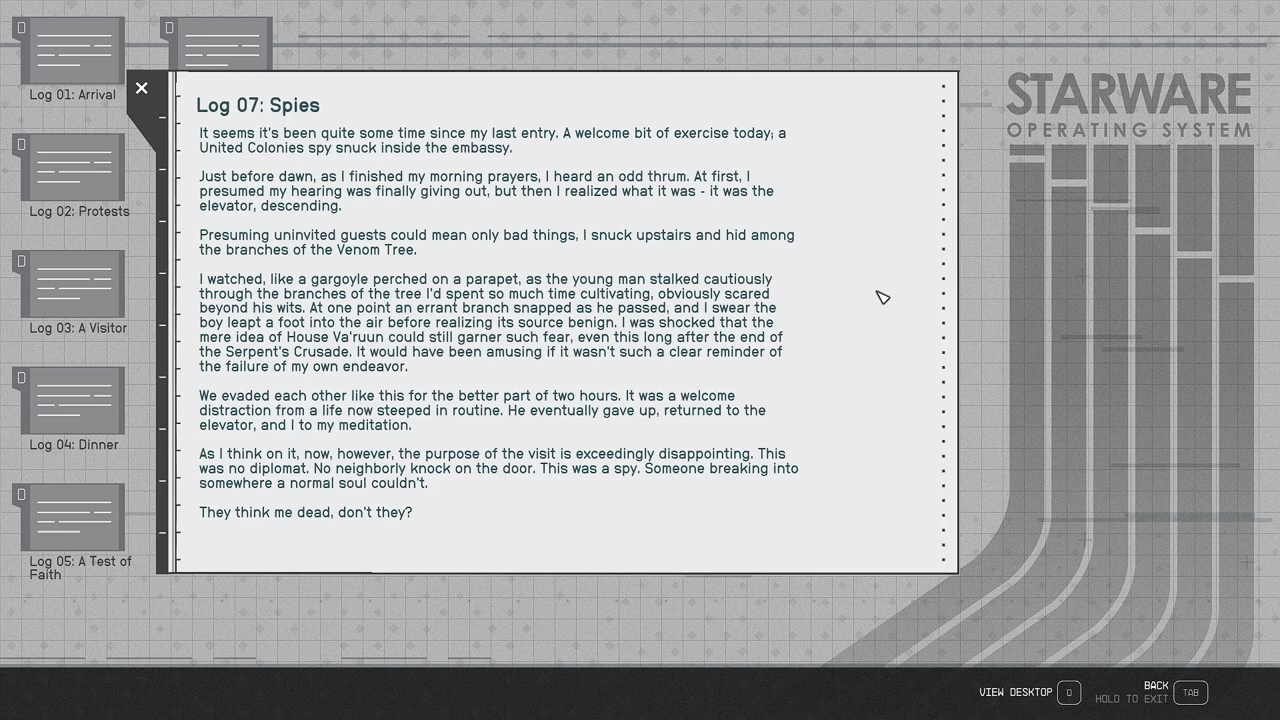 Log 01: Arrival
Log 02: Protests
Log 03: A Visitor
Log 04: Dinner
Log 05: A Test of
Faith
Log 07: Spies
It seems it's been quite some time since my last entry. A welcome bit of exercise today; a
United Colonies spy snuck inside the embassy.
Just before dawn, as I finished my morning prayers, I heard an odd thrum. At first, I
presumed my hearing was finally giving out, but then I realized what it was - it was the
elevator, descending.
Presuming uninvited guests could mean only bad things, I snuck upstairs and hid among
the branches of the Venom Tree.
I watched, like a gargoyle perched on a parapet, as the young man stalked cautiously
through the branches of the tree I'd spent so much time cultivating, obviously scared
beyond his wits. At one point an errant branch snapped as he passed, and I swear the
boy leapt a foot into the air before realizing its source benign. I was shocked that the
mere idea of House Va'ruun could still garner such fear, even this long after the end of
the Serpent's Crusade. It would have been amusing if it wasn't such a clear reminder of
the failure of my own endeavor.
We evaded each other like this for the better part of two hours. It was a welcome
distraction from a life now steeped in routine. He eventually gave up, returned to the
elevator, and I to my meditation.
As I think on it, now, however, the purpose of the visit is exceedingly disappointing. This
was no diplomat. No neighborly knock on the door. This was a spy. Someone breaking into
somewhere a normal soul couldn't.
They think me dead, don't they?
STARWARE
OPERATING SYSTEM
VIEW DESKTOP Q
BACK
HOLD TO EXIT TAB